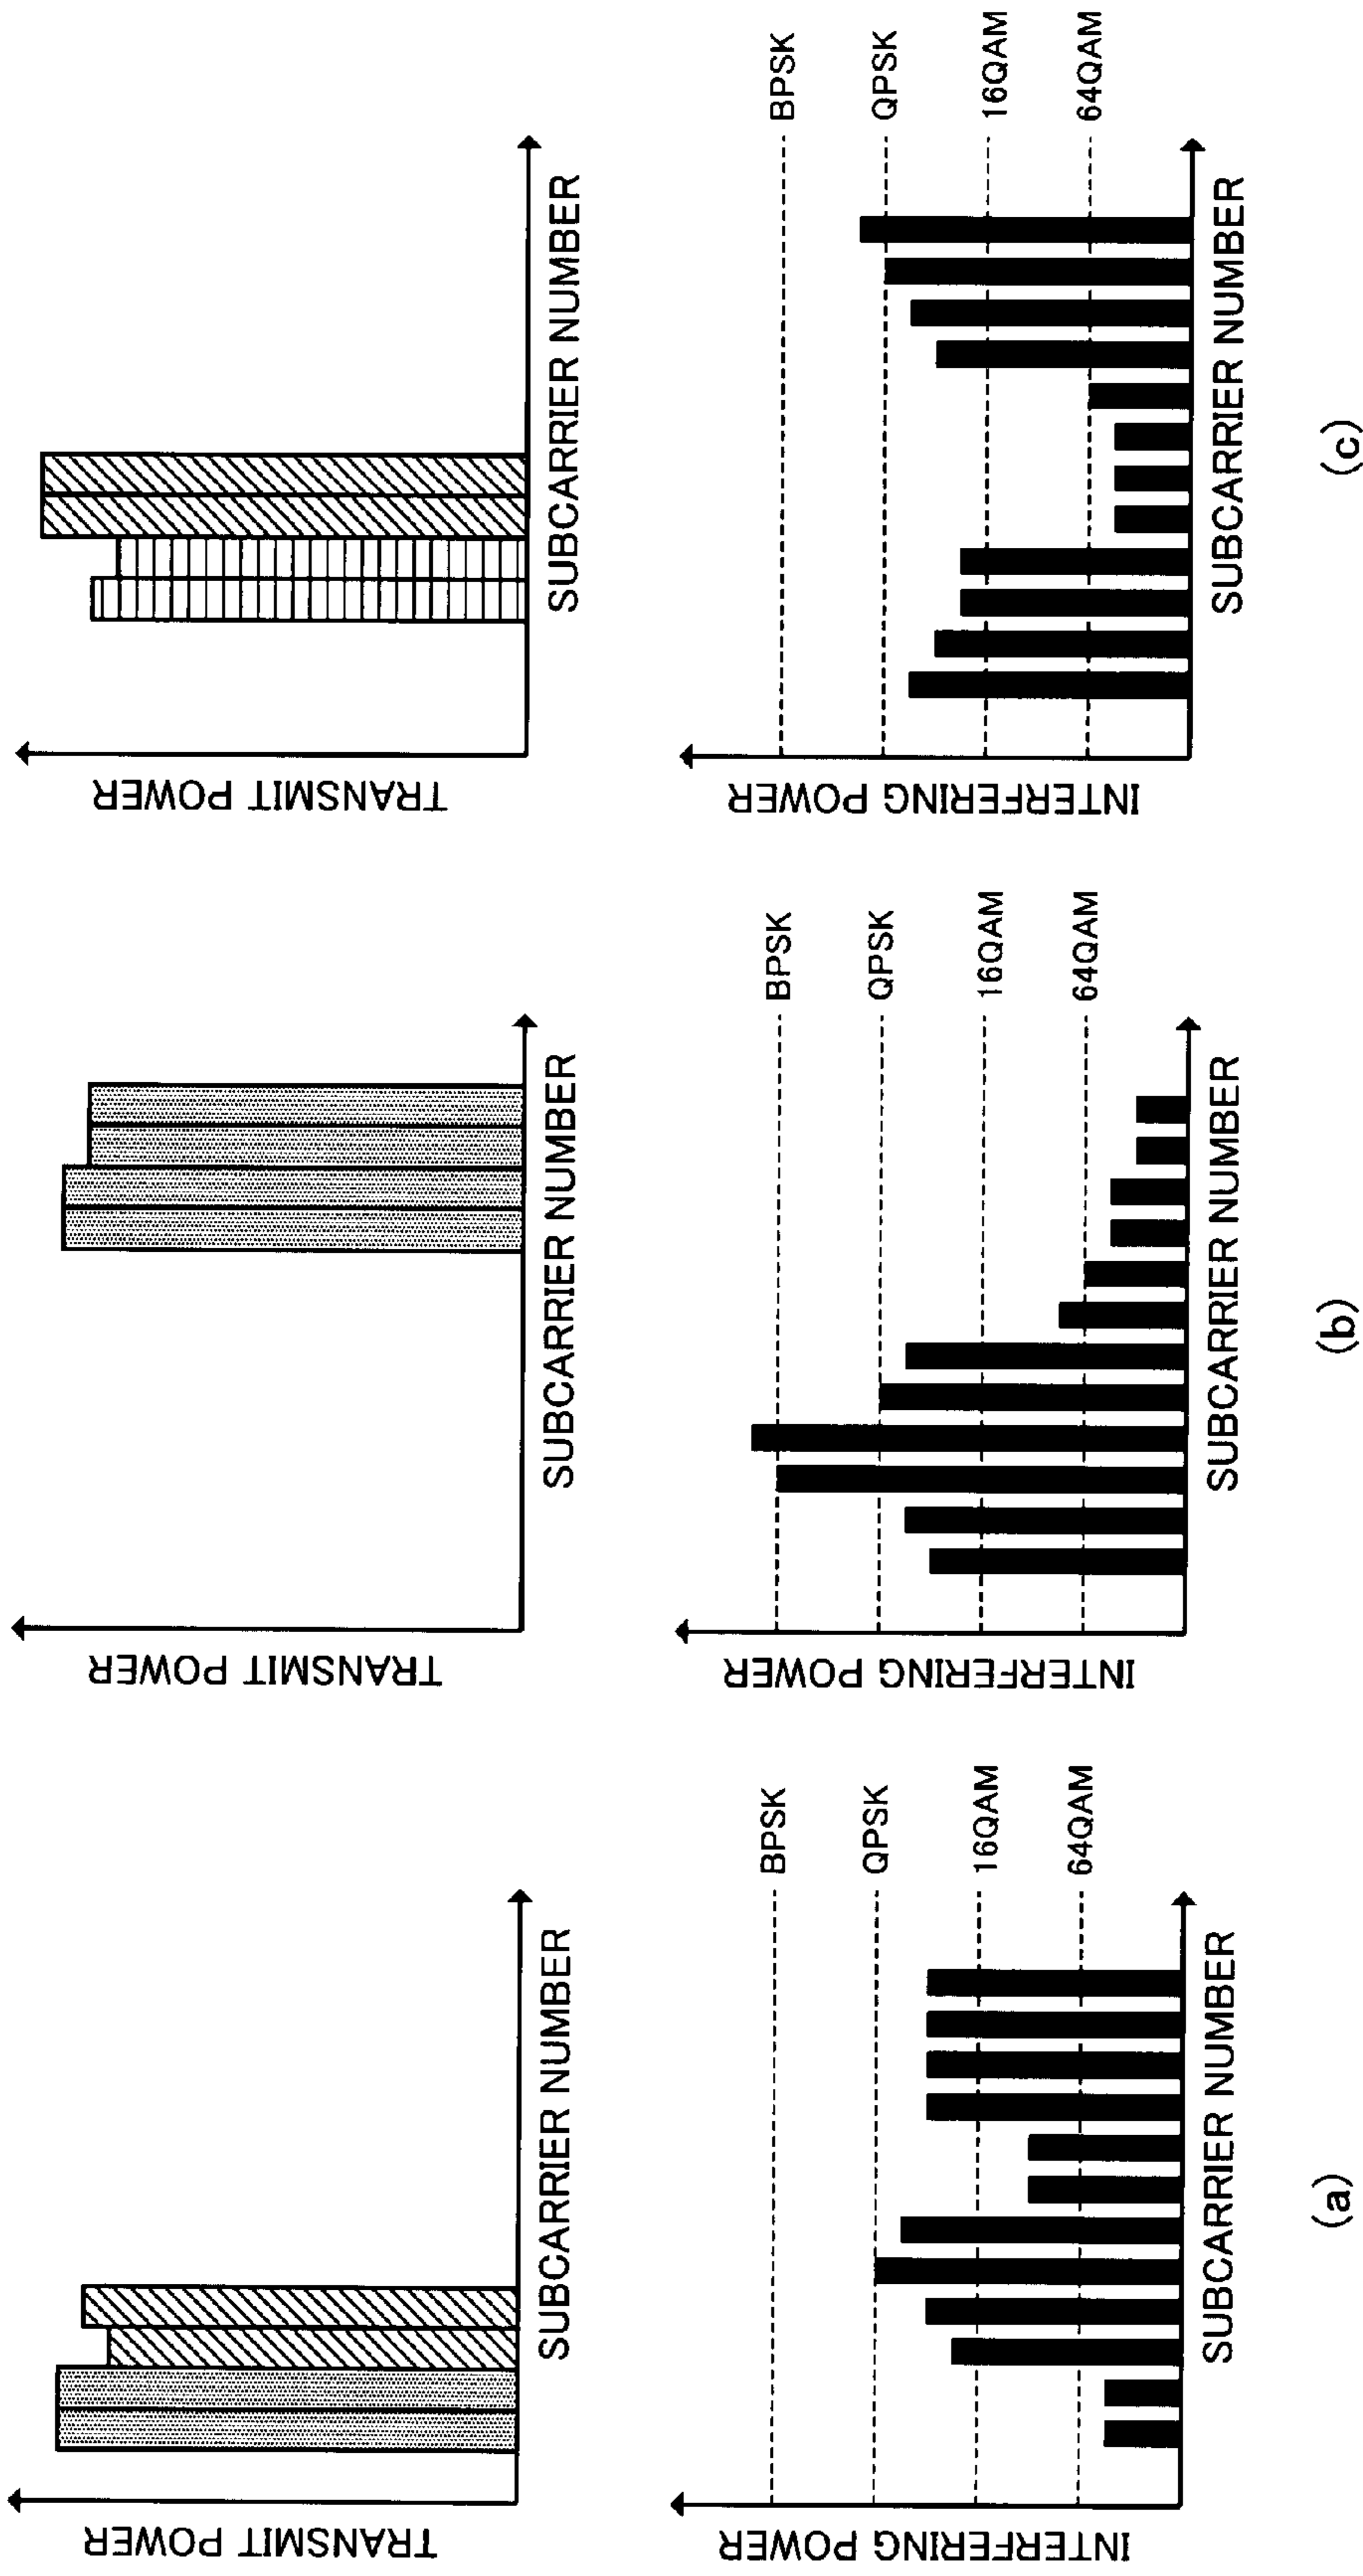 TRANSMIT POWER
SUBCARRIER NUMBER
INTERFERING POWER
BPSK
QPSK
16QAM
64QAM
SUBCARRIER NUMBER
(a)
TRANSMIT POWER
SUBCARRIER NUMBER
INTERFERING POWER
BPSK
QPSK
16QAM
64QAM
SUBCARRIER NUMBER
(b)
TRANSMIT POWER
SUBCARRIER NUMBER
INTERFERING POWER
BPSK
QPSK
16QAM
64QAM
SUBCARRIER NUMBER
(c)